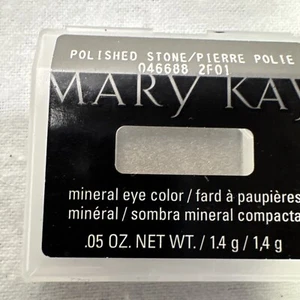 POLISHED STONE/PIERRE POLIE
046688 2F01
MARY KAY
mineral eye color / fard à paupières
minéral / sombra mineral compacta
.05 OZ. NET WT. / 1.4 g / 1,4 g